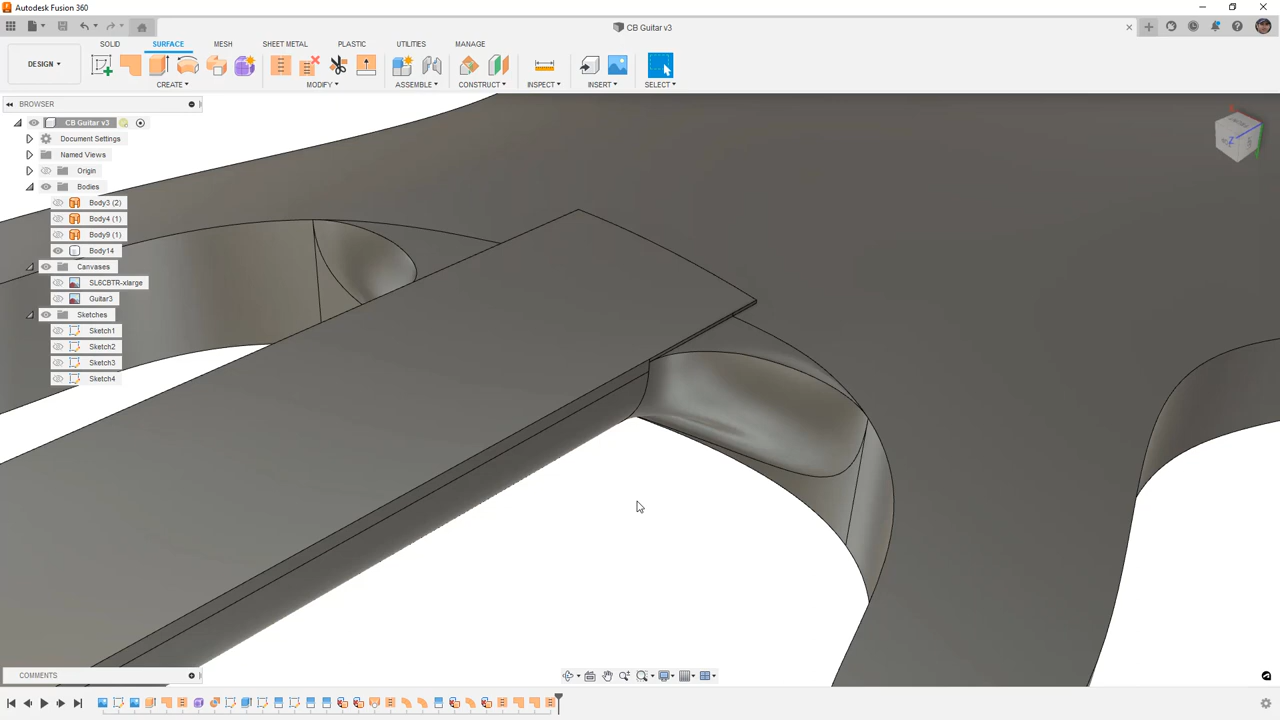 Autodesk Fusion 360
CB Guitar v3
SOLID SURFACE MESH SHEET METAL PLASTIC UTILITIES MANAGE
DESIGN
CREATE MODIFY ASSEMBLE CONSTRUCT INSPECT INSERT SELECT
BROWSER
CB Guitar v3
Document Settings
Named Views
Origin
Bodies
Body3 (2)
Body4 (1)
Body9 (1)
Body14
Canvases
SL6CBTR-xlarge
Guitar3
Sketches
Sketch1
Sketch2
Sketch3
Sketch4
Z
COMMENTS